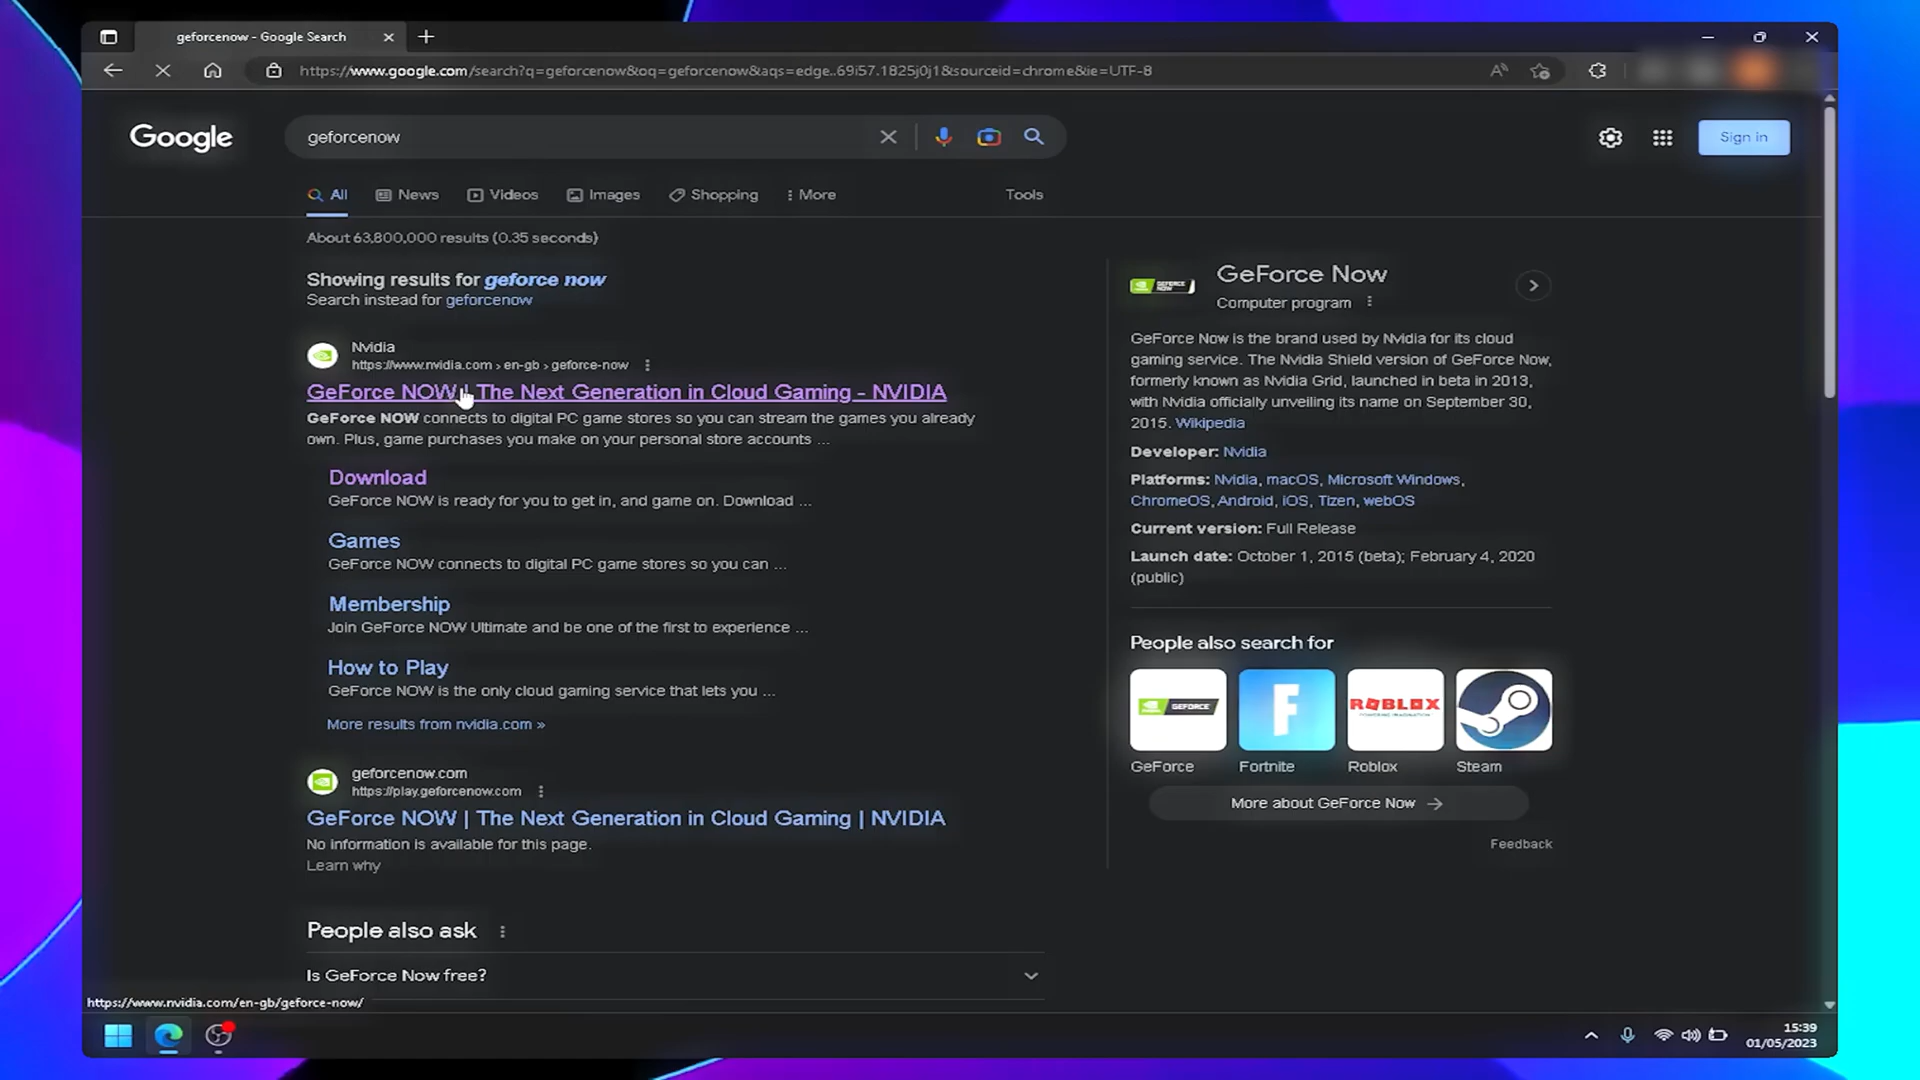 geforcenow - Google Search
https://www.google.com/search?q=geforcenow&oq=geforcenow&aqs=edge..69i57.1825j0j1&sourceid=chrome&ie=UTF-8
Google
geforcenow
Sign in
All
News
Videos
Images
Shopping
More
Tools
About 63,800,000 results (0.35 seconds)
Showing results for geforce now
Search instead for geforcenow
Nvidia
https://www.nvidia.com › en-gb › geforce-now
GeForce NOW | The Next Generation in Cloud Gaming - NVIDIA
GeForce NOW connects to digital PC game stores so you can stream the games you already
own. Plus, game purchases you make on your personal store accounts ...
Download
GeForce NOW is ready for you to get in, and game on. Download ...
Games
GeForce NOW connects to digital PC game stores so you can ...
Membership
Join GeForce NOW Ultimate and be one of the first to experience ...
How to Play
GeForce NOW is the only cloud gaming service that lets you ...
More results from nvidia.com »
geforcenow.com
https://play.geforcenow.com
GeForce NOW | The Next Generation in Cloud Gaming | NVIDIA
No information is available for this page.
Learn why
People also ask
Is GeForce Now free?
https://www.nvidia.com/en-gb/geforce-now/
GEFORCE NOW
GeForce Now
Computer program
GeForce Now is the brand used by Nvidia for its cloud
gaming service. The Nvidia Shield version of GeForce Now,
formerly known as Nvidia Grid, launched in beta in 2013,
with Nvidia officially unveiling its name on September 30,
2015. Wikipedia
Developer: Nvidia
Platforms: Nvidia, macOS, Microsoft Windows,
ChromeOS, Android, iOS, Tizen, webOS
Current version: Full Release
Launch date: October 1, 2015 (beta); February 4, 2020
(public)
People also search for
GEFORCE
F
ROBLOX
POWERING IMAGINATION
GeForce
Fortnite
Roblox
Steam
More about GeForce Now
Feedback
15:39
01/05/2023